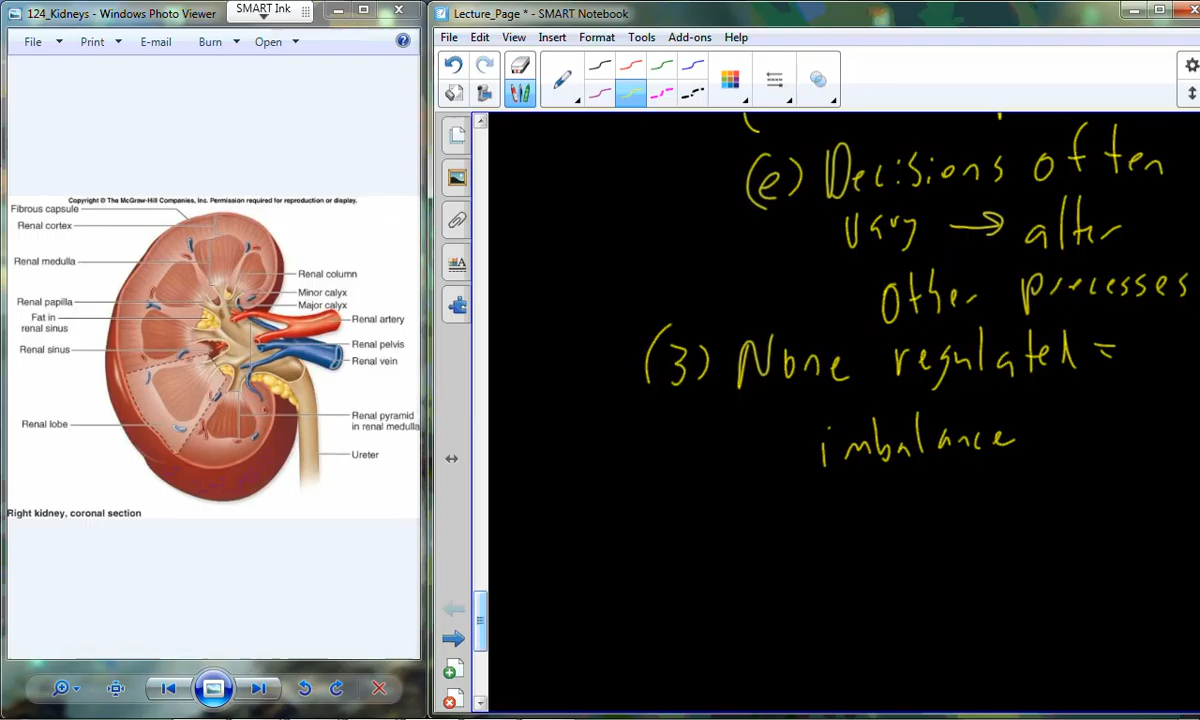 124_Kidneys - Windows Photo Viewer
SMART Ink
File Print E-mail Burn Open
Copyright © The McGraw-Hill Companies, Inc. Permission required for reproduction or display.
Fibrous capsule
Renal cortex
Renal medulla
Renal papilla
Fat in
renal sinus
Renal sinus
Renal lobe
Renal column
Minor calyx
Major calyx
Renal artery
Renal pelvis
Renal vein
Renal pyramid
in renal medulla
Ureter
Right kidney, coronal section
Lecture_Page * - SMART Notebook
File Edit View Insert Format Tools Add-ons Help
(e) Decisions often
vary → alter
other processes
(3) None regulated =
imbalance